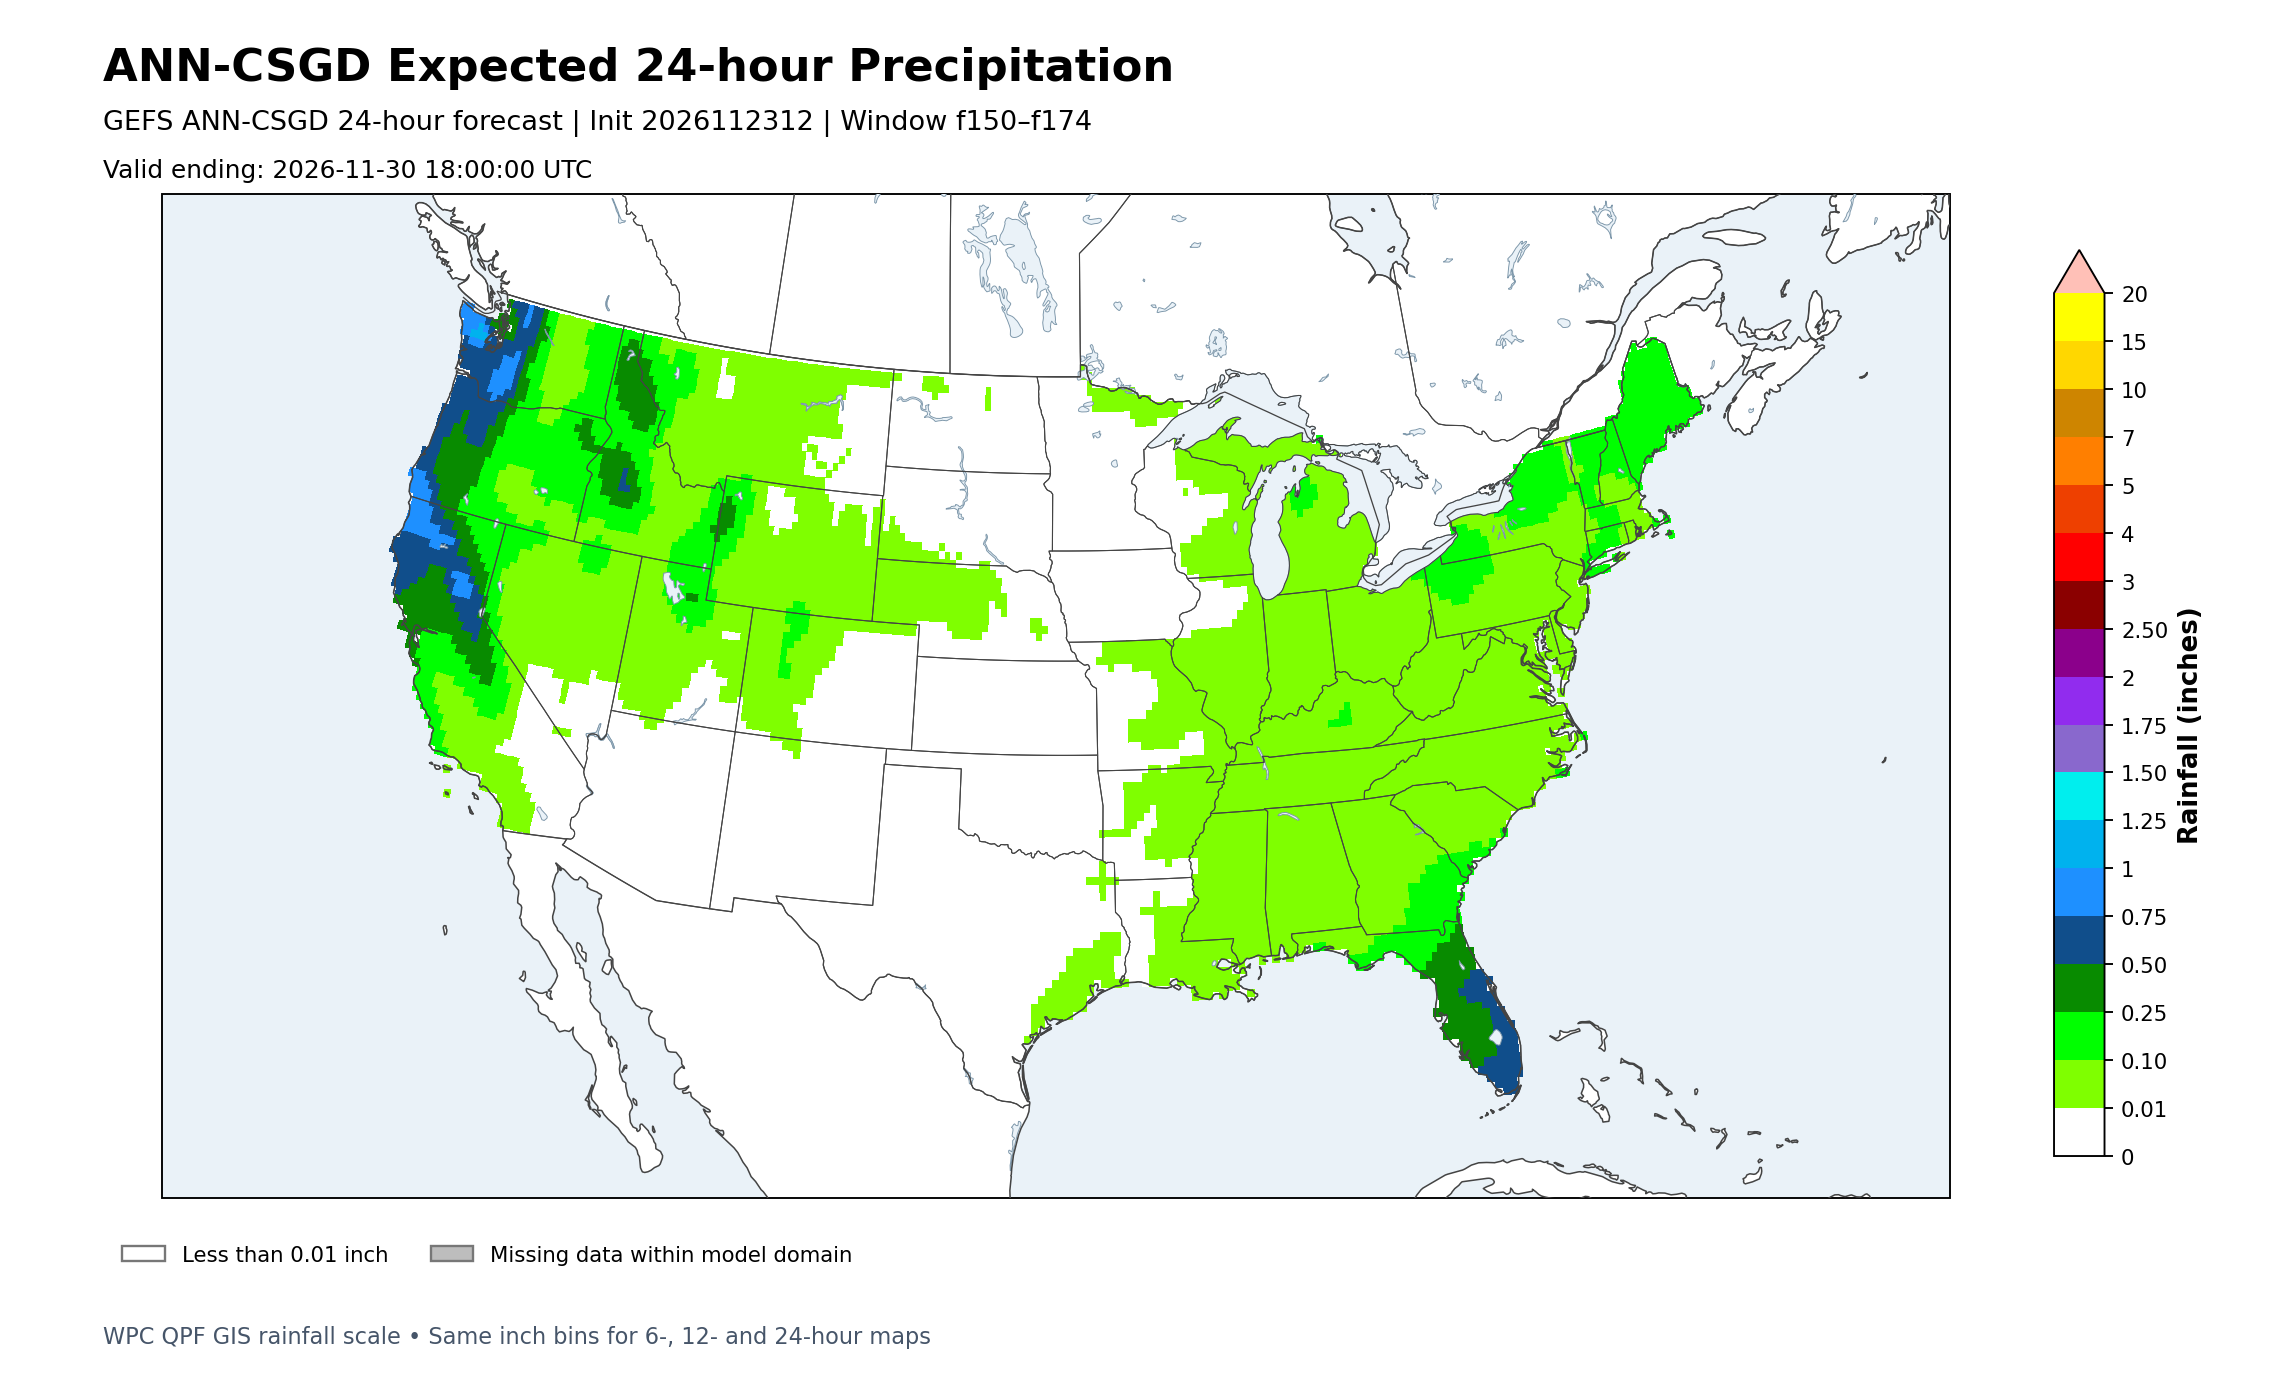 ANN-CSGD Expected 24-hour Precipitation
GEFS ANN-CSGD 24-hour forecast | Init 2026112312 | Window f150–f174
Valid ending: 2026-11-30 18:00:00 UTC
20
15
10
7
5
4
3
2.50
2
1.75
1.50
1.25
1
0.75
0.50
0.25
0.10
0.01
0
Rainfall (inches)
Less than 0.01 inch
Missing data within model domain
WPC QPF GIS rainfall scale • Same inch bins for 6-, 12- and 24-hour maps